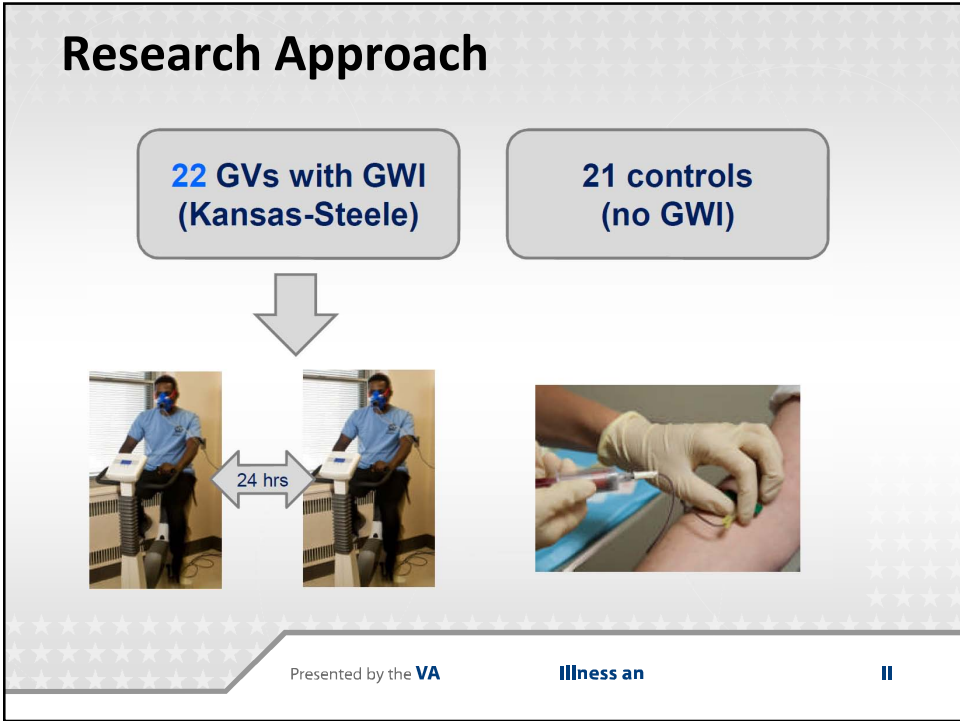 Research Approach
22 GVs with GWI
(Kansas-Steele)
21 controls
(no GWI)
24 hrs
Presented by the VA Illness an II